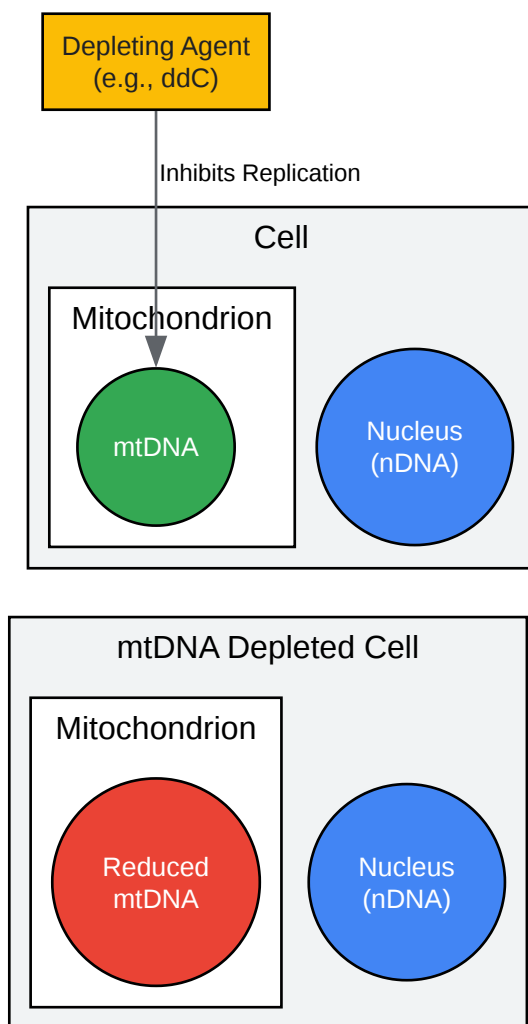 Depleting Agent
(e.g., ddC)
Inhibits Replication
Cell
Mitochondrion
mtDNA
Nucleus
(nDNA)
mtDNA Depleted Cell
Mitochondrion
Reduced
mtDNA
Nucleus
(nDNA)